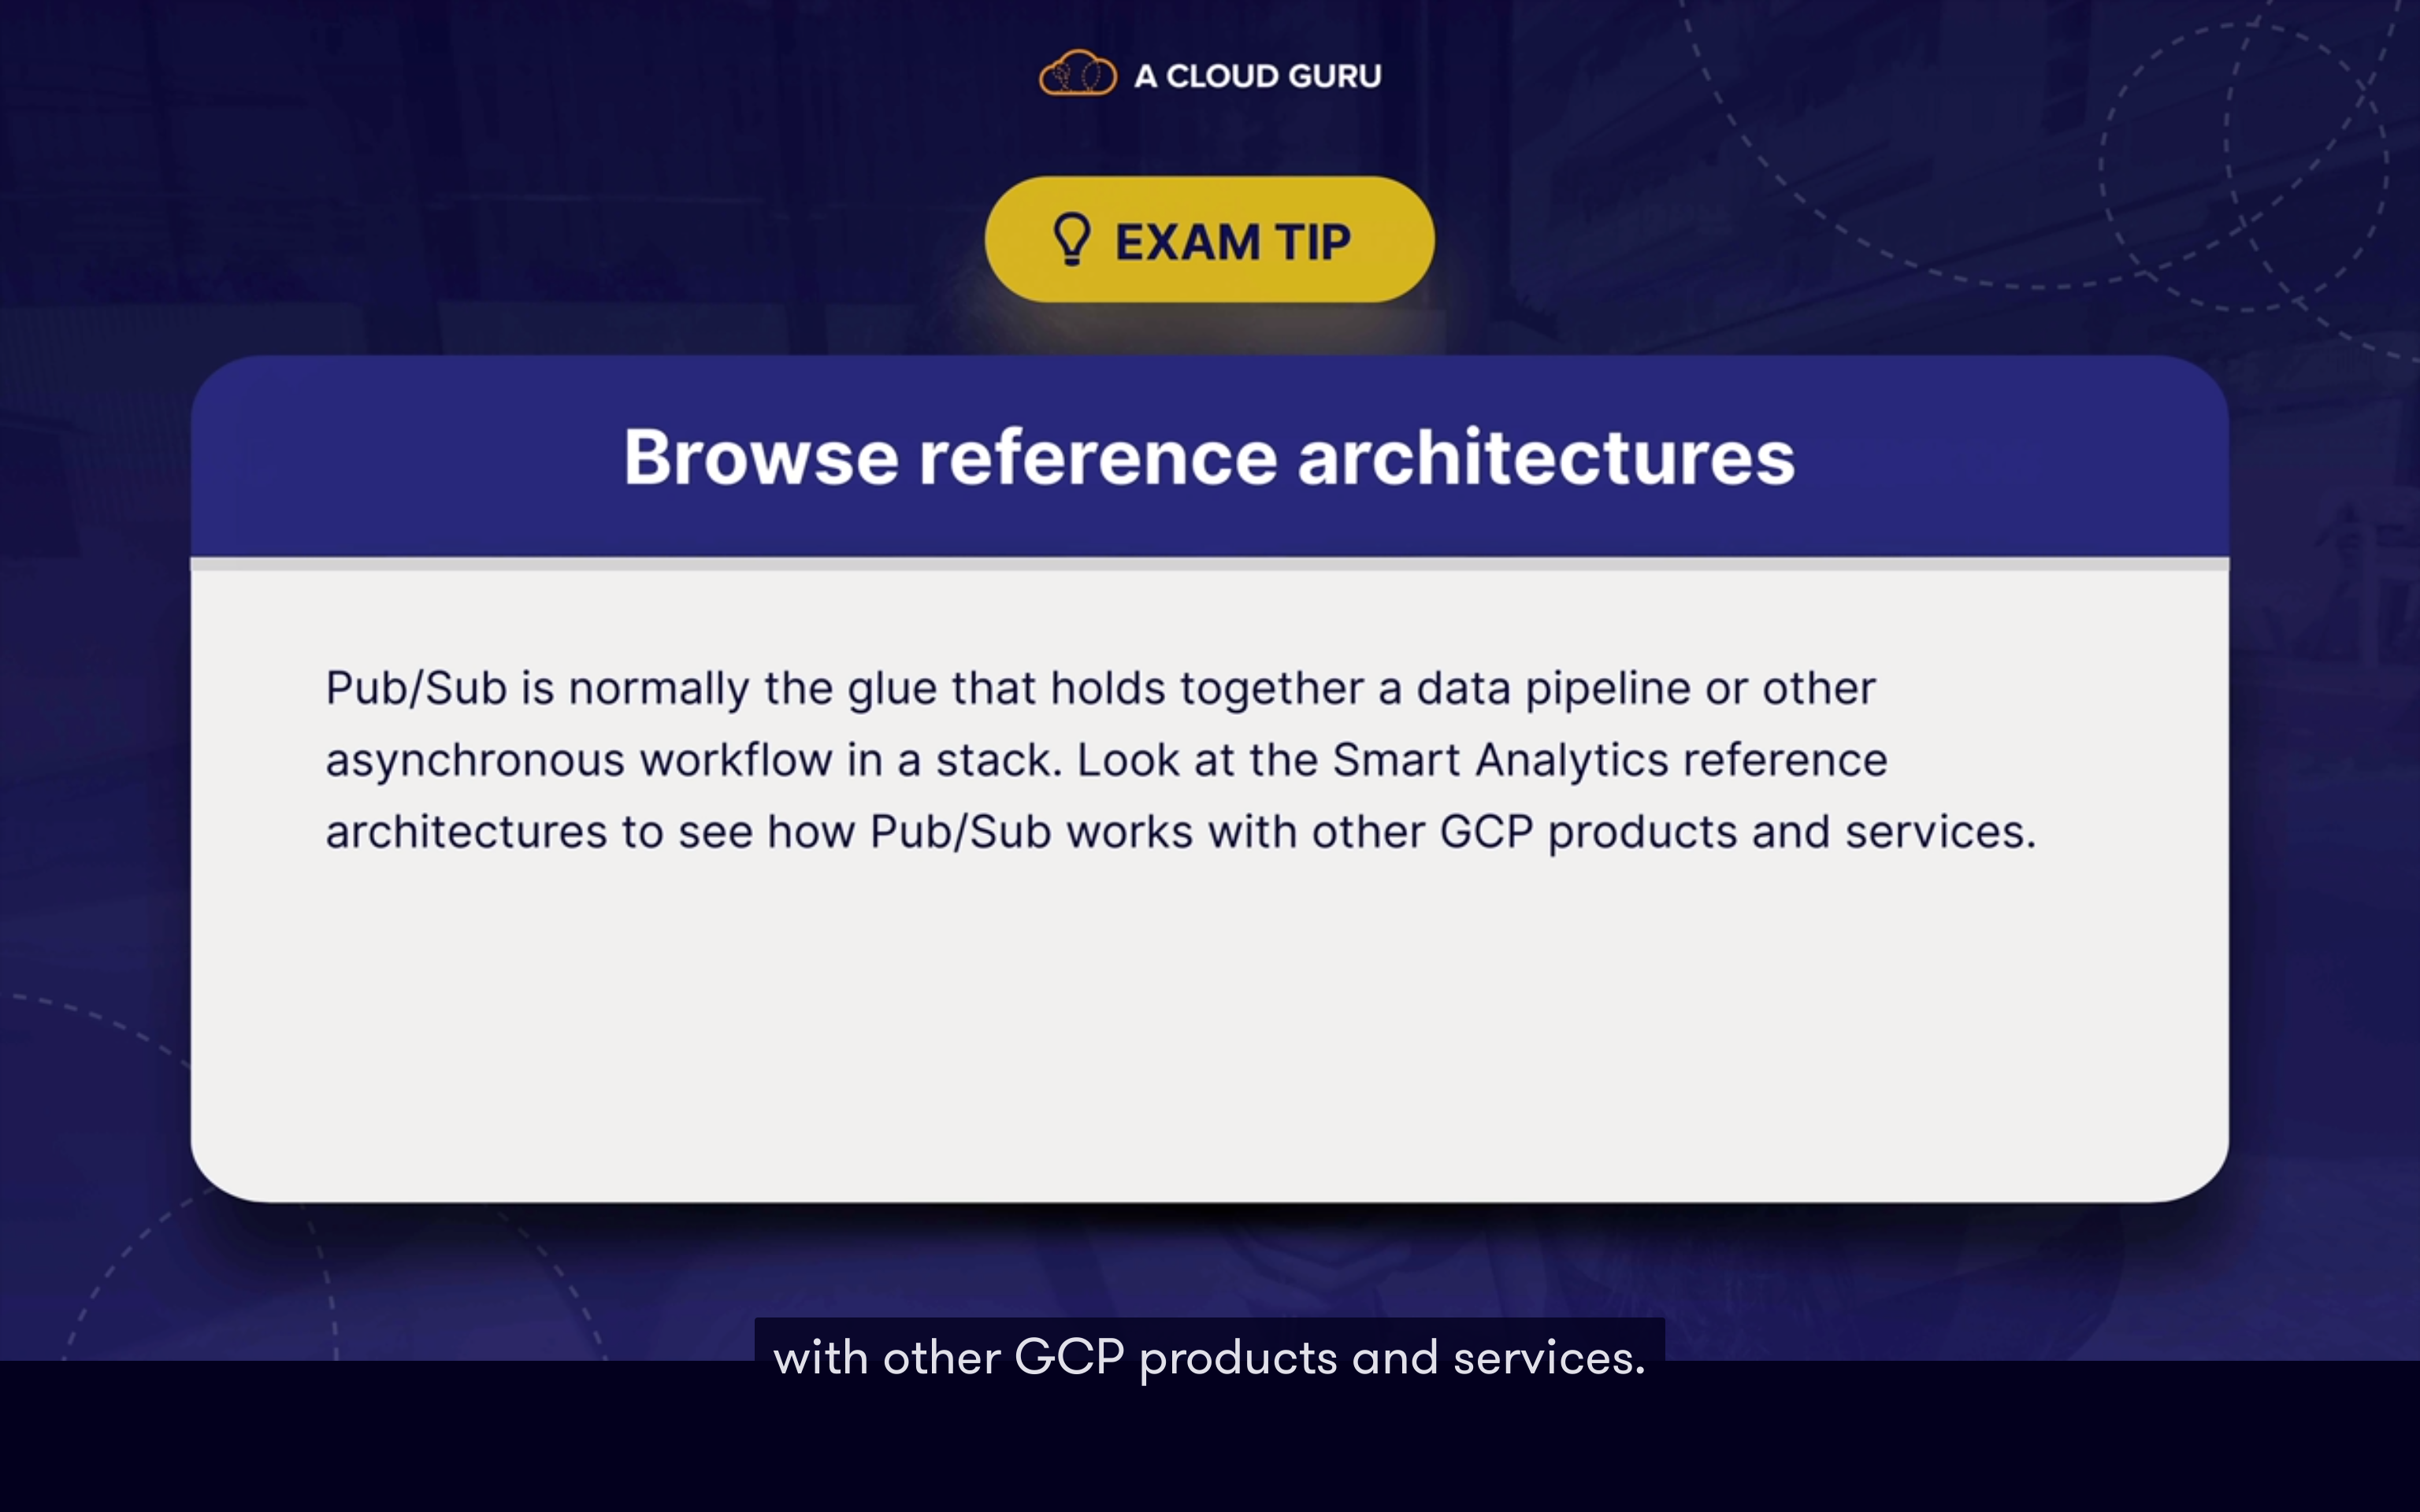 A CLOUD GURU
EXAM TIP
Browse reference architectures
Pub/Sub is normally the glue that holds together a data pipeline or other
asynchronous workflow in a stack. Look at the Smart Analytics reference
architectures to see how Pub/Sub works with other GCP products and services.
with other GCP products and services.